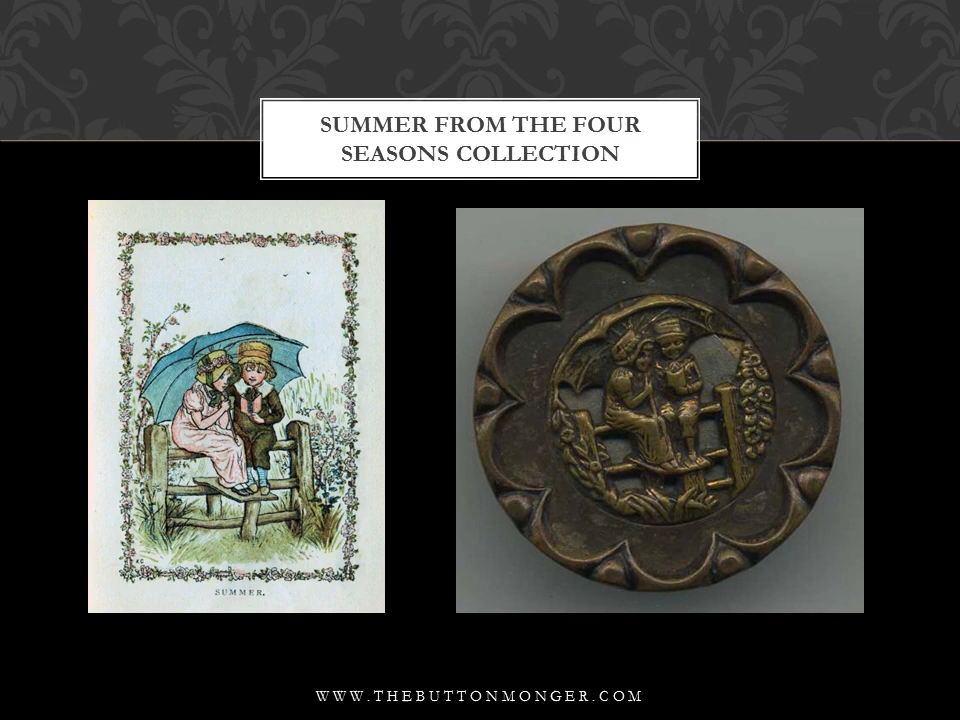 SUMMER FROM THE FOUR
SEASONS COLLECTION
SUMMER.
WWW.THEBUTTONMONGER.COM